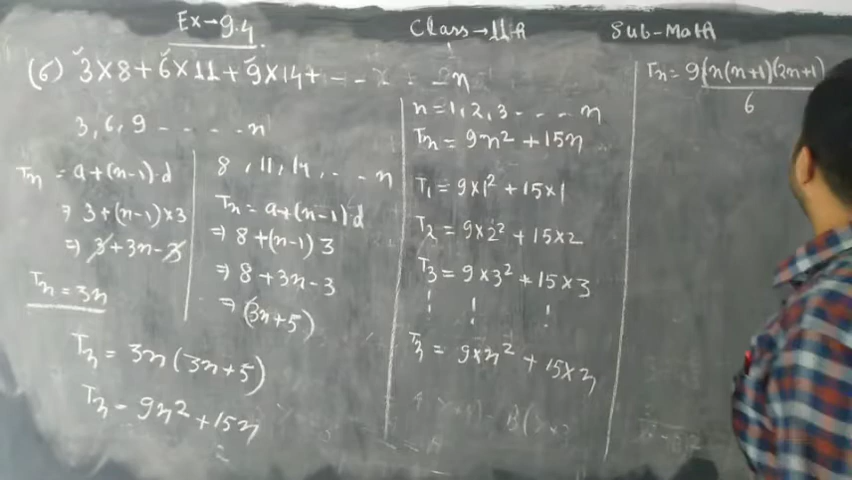 Ex → 9.4
Class → 11 A
Sub - Math
(6) 3×8 + 6×11 + 9×14 + - - n
3, 6, 9 - - - - - n
Tn = a + (n-1)·d
⇒ 3 + (n-1) × 3
⇒ 3 + 3n - 3
Tn = 3n
8, 11, 14, . - - n
Tn = a + (n-1) d
⇒ 8 + (n-1) 3
⇒ 8 + 3n - 3
⇒ (3n + 5)
Tn = 3n (3n + 5)
Tn = 9n² + 15n
n = 1, 2, 3 - - - - n
Tn = 9n² + 15n
T1 = 9×1² + 15×1
T2 = 9×2² + 15×2
T3 = 9×3² + 15×3
Tn = 9×n² + 15×n
Tn = 9(n(n+1)(2n+1)
6